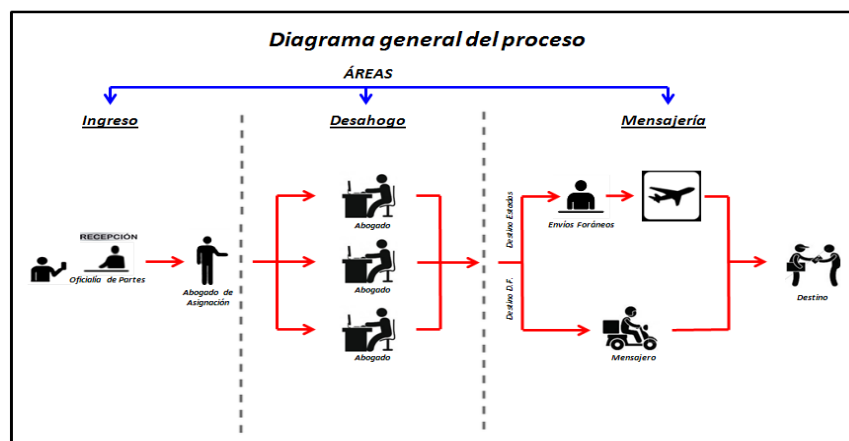 Diagrama general del proceso
ÁREAS
Ingreso
Desahogo
Mensajería
RECEPCIÓN
Oficialía de Partes
Abogado de
Asignación
Abogado
Abogado
Abogado
Destino Estados
Envíos Foráneos
Destino D.F.
Mensajero
Destino